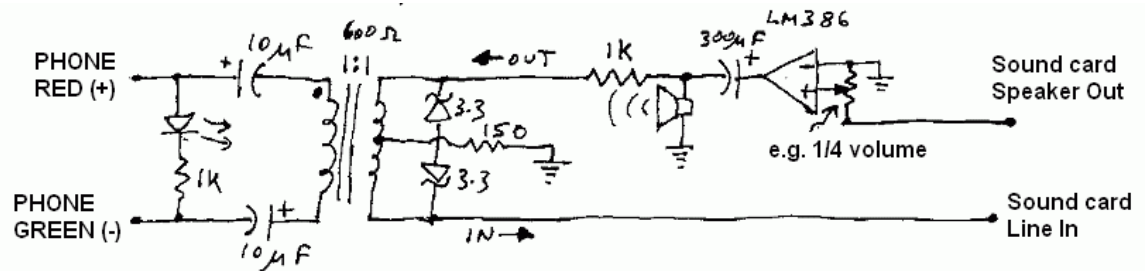 PHONE
RED (+)
+
10µF
600Ω
1:1
← OUT
1K
300µF
+
LM386
Sound card
Speaker Out
3.3
150
e.g. 1/4 volume
1K
3.3
PHONE
GREEN (-)
+
10µF
IN →
Sound card
Line In